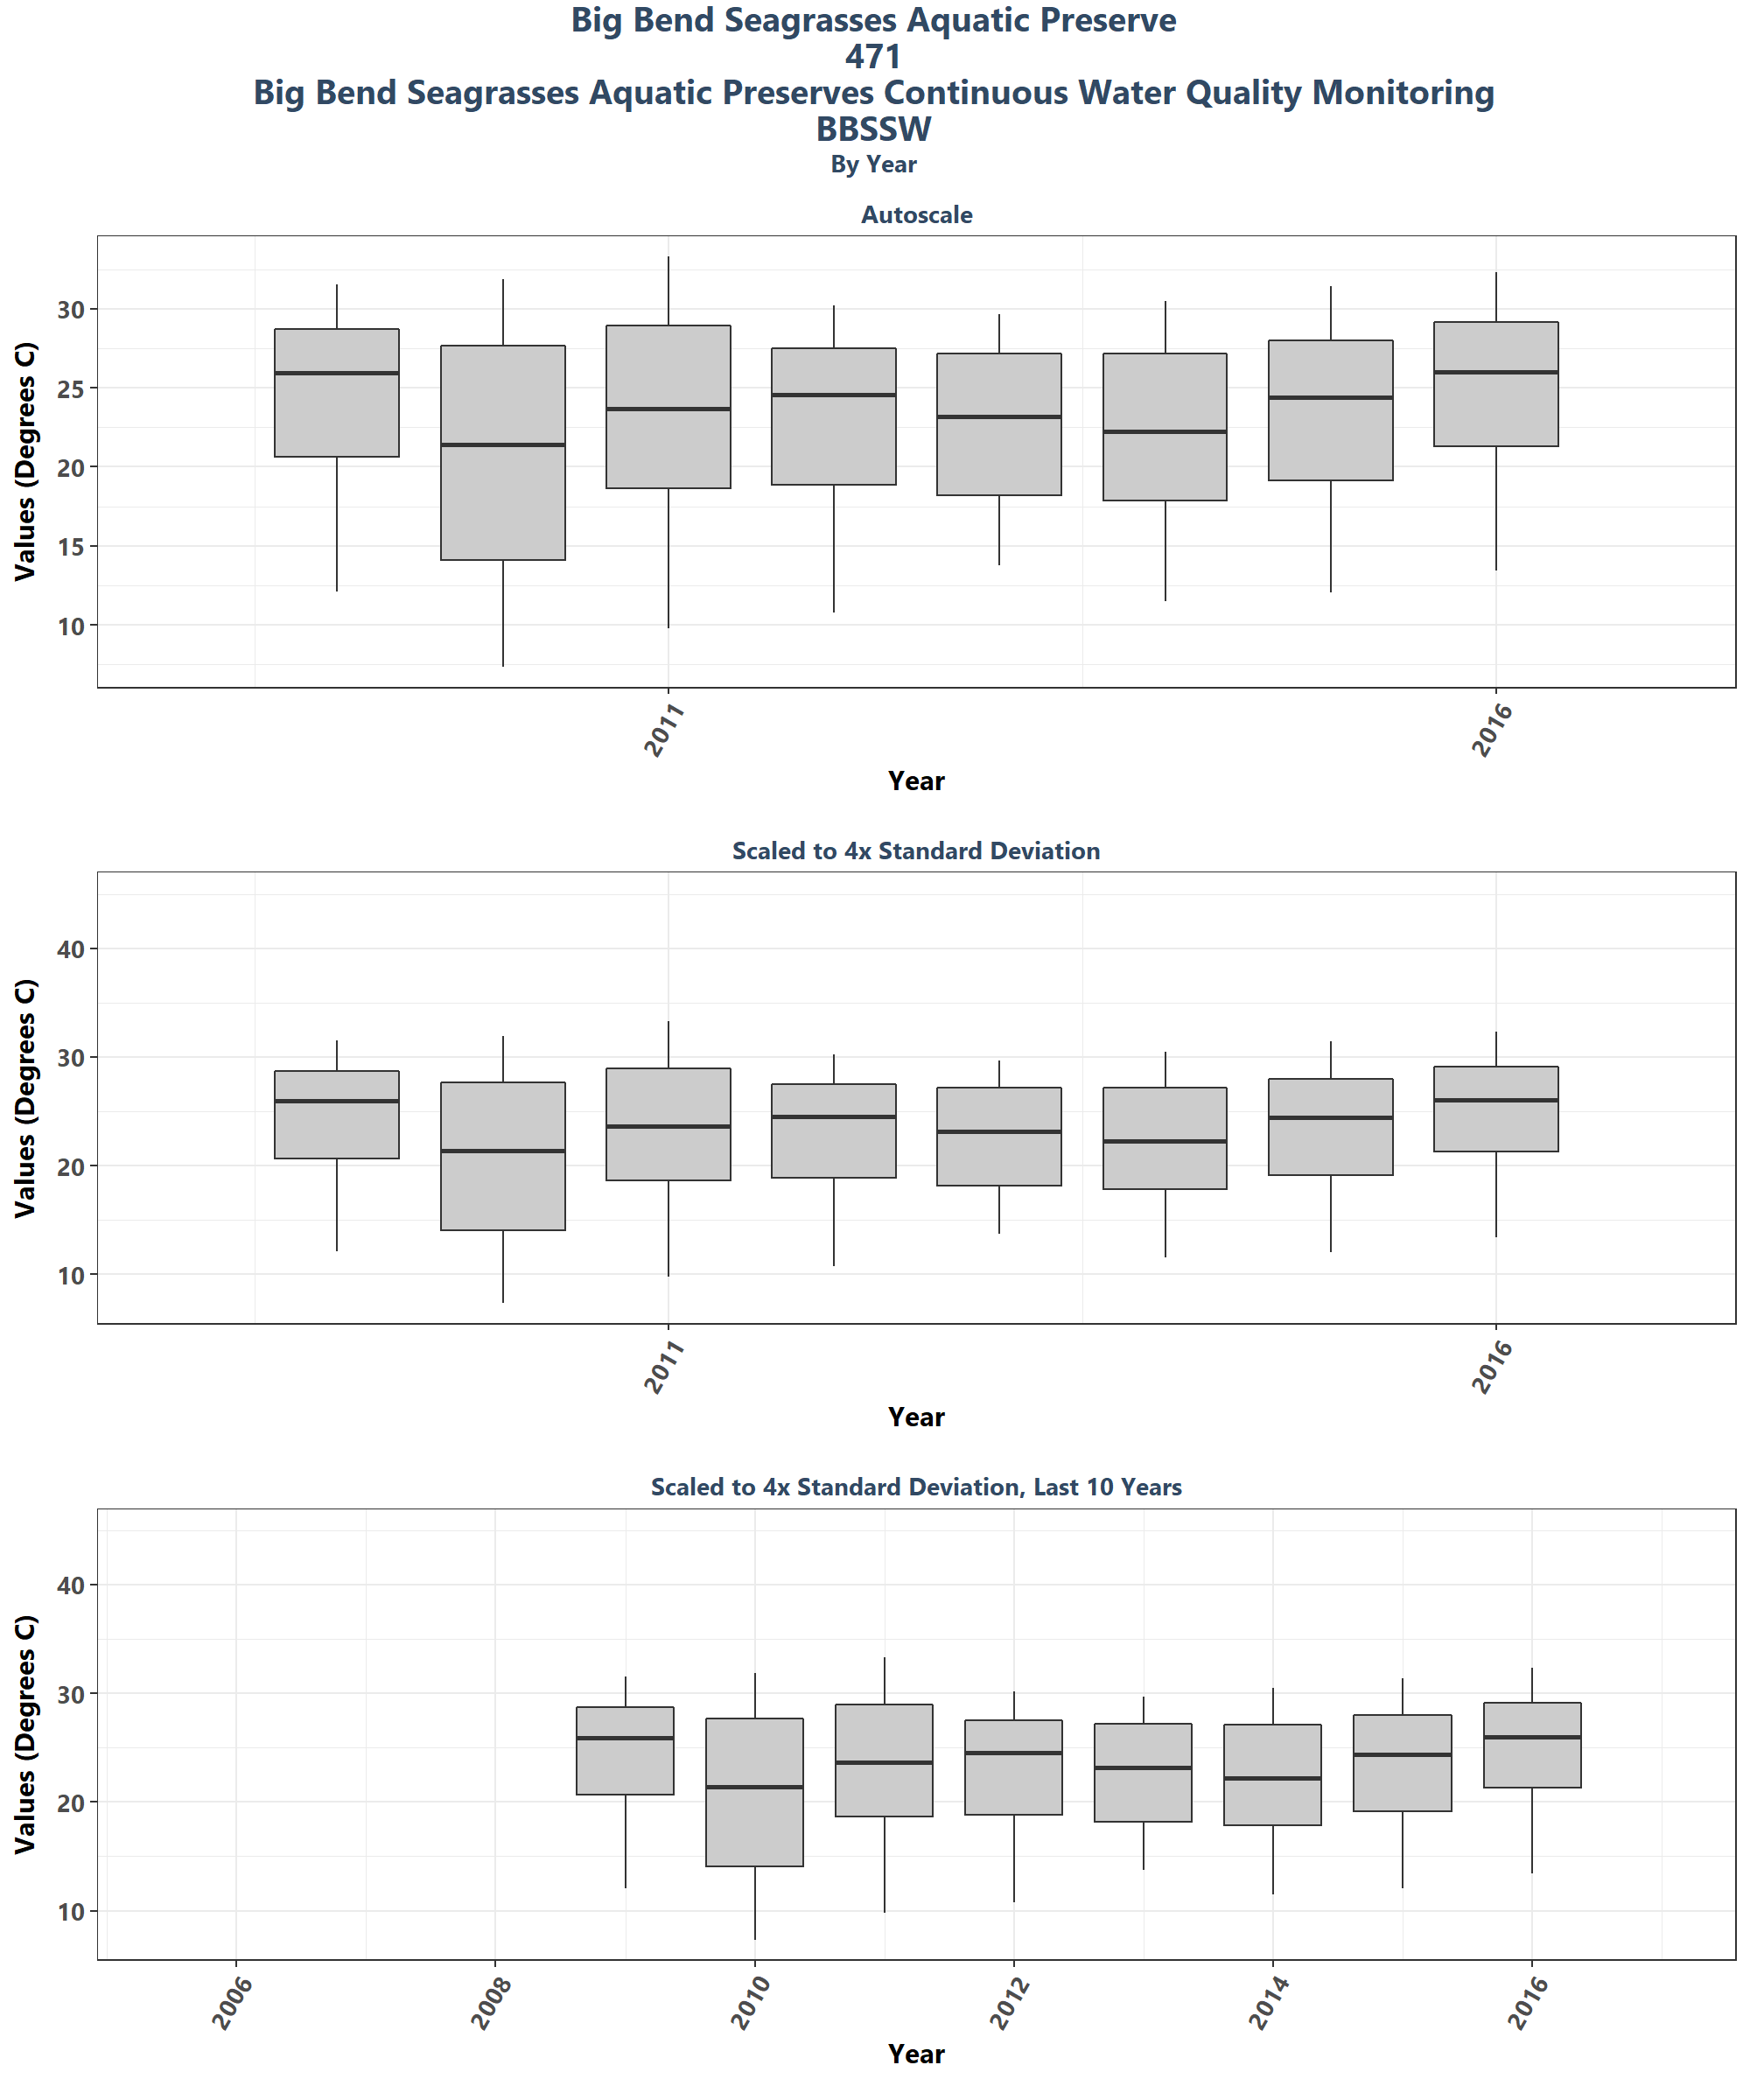 Big Bend Seagrasses Aquatic Preserve
471
Big Bend Seagrasses Aquatic Preserves Continuous Water Quality Monitoring
BBSSW
By Year
Autoscale
Values (Degrees C)
30
25
20
15
10
2011
2016
Year
Scaled to 4x Standard Deviation
Values (Degrees C)
40
30
20
10
2011
2016
Year
Scaled to 4x Standard Deviation, Last 10 Years
Values (Degrees C)
40
30
20
10
2006
2008
2010
2012
2014
2016
Year